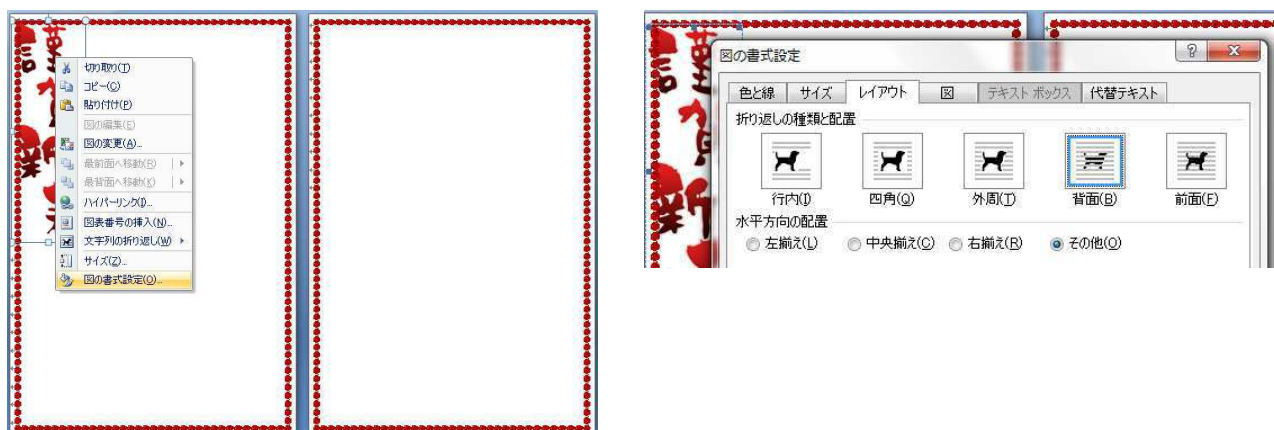 謹賀新
切り取り(T)
コピー(C)
貼り付け(P)
図の編集(E)
図の変更(A)...
最前面へ移動(R)
最背面へ移動(K)
ハイパーリンク(I)...
図表番号の挿入(N)...
文字列の折り返し(W)
サイズ(Z)...
図の書式設定(O)...
謹賀新
図の書式設定
色と線 サイズ レイアウト 図 テキスト ボックス 代替テキスト
折り返しの種類と配置
行内(I) 四角(Q) 外周(T) 背面(B) 前面(F)
水平方向の配置
左揃え(L) 中央揃え(C) 右揃え(R) その他(O)